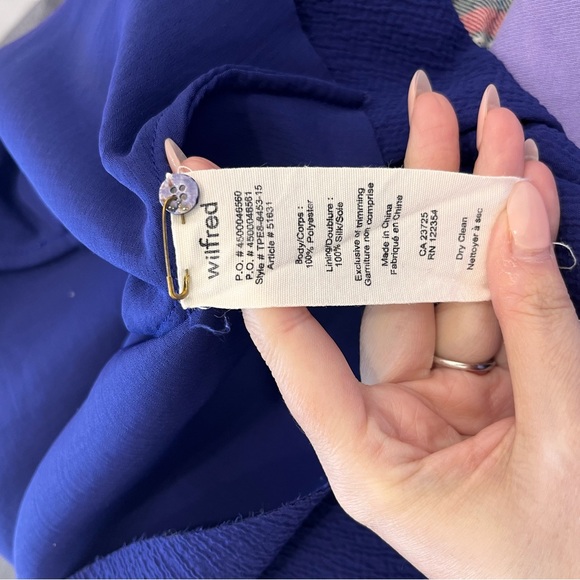 wilfred
P.O. # 4500046560
P.O. # 4500046561
Style # TPE8-6453-15
Article # 51631
Body/Corps :
100% Polyester
Lining/Doublure :
100% Silk/Soie
Exclusive of trimming
Garniture non comprise
Made in China
Fabriqué en Chine
CA 23725
RN 122354
Dry Clean
Nettoyer à sec